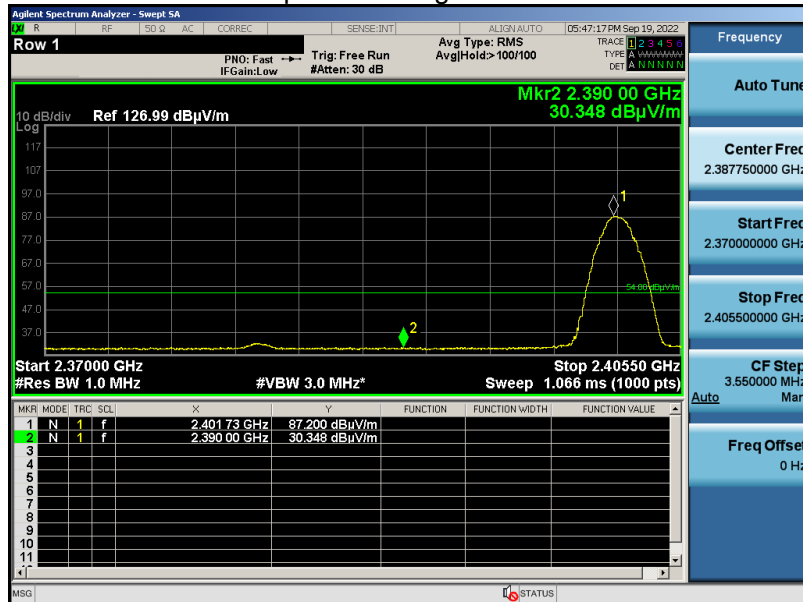 Agilent Spectrum Analyzer - Swept SA
LXI R RF 50 Ω AC CORREC SENSE:INT ALIGN AUTO 05:47:17 PM Sep 19, 2022
Row 1
PNO: Fast
IFGain:Low
Trig: Free Run
#Atten: 30 dB
Avg Type: RMS
Avg|Hold:>100/100
TRACE 1 2 3 4 5 6
TYPE A
DET A N N N N N
Mkr2 2.390 00 GHz
30.348 dBµV/m
10 dB/div Ref 126.99 dBµV/m
Log
117
107
97.0
87.0
77.0
67.0
57.0
47.0
37.0
1
2
54.00 dBµV/m
Start 2.37000 GHz Stop 2.40550 GHz
#Res BW 1.0 MHz #VBW 3.0 MHz* Sweep 1.066 ms (1000 pts)
MKR MODE TRC SCL X Y FUNCTION FUNCTION WIDTH FUNCTION VALUE
1 N 1 f 2.401 73 GHz 87.200 dBµV/m
2 N 1 f 2.390 00 GHz 30.348 dBµV/m
3
4
5
6
7
8
9
10
11
MSG STATUS
Frequency
Auto Tune
Center Freq
2.387750000 GHz
Start Freq
2.370000000 GHz
Stop Freq
2.405500000 GHz
CF Step
3.550000 MHz
Auto Man
Freq Offset
0 Hz